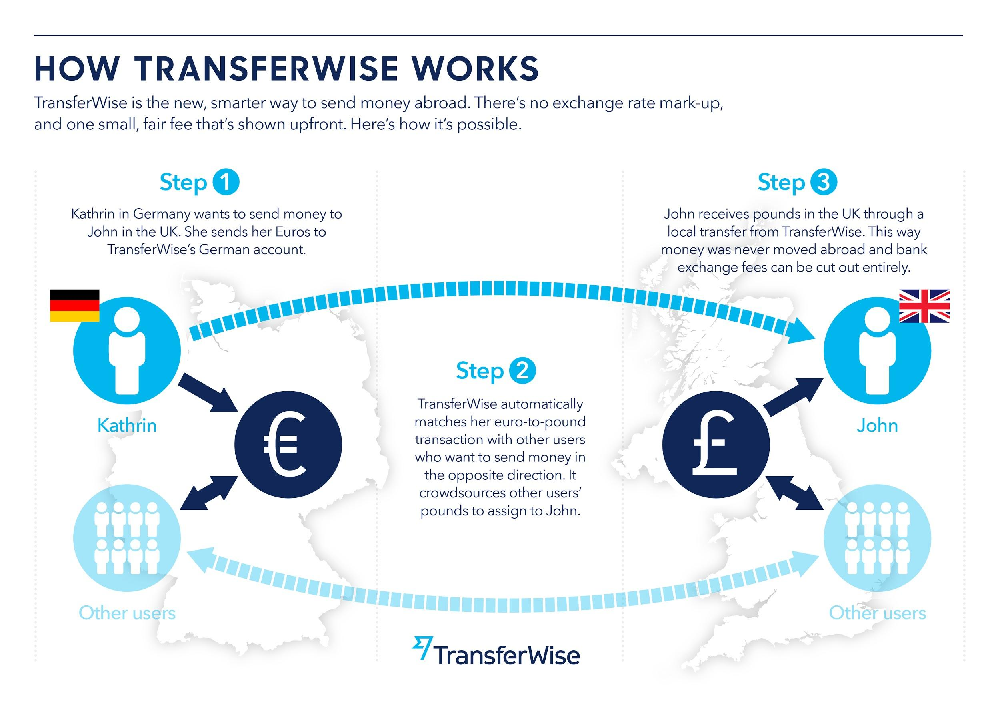 HOW TRANSFERWISE WORKS
TransferWise is the new, smarter way to send money abroad. There’s no exchange rate mark-up,
and one small, fair fee that’s shown upfront. Here’s how it’s possible.
Step 1
Kathrin in Germany wants to send money to
John in the UK. She sends her Euros to
TransferWise’s German account.
Kathrin
€
Other users
Step 2
TransferWise automatically
matches her euro-to-pound
transaction with other users
who want to send money in
the opposite direction. It
crowdsources other users’
pounds to assign to John.
Step 3
John receives pounds in the UK through a
local transfer from TransferWise. This way
money was never moved abroad and bank
exchange fees can be cut out entirely.
£
John
Other users
TransferWise